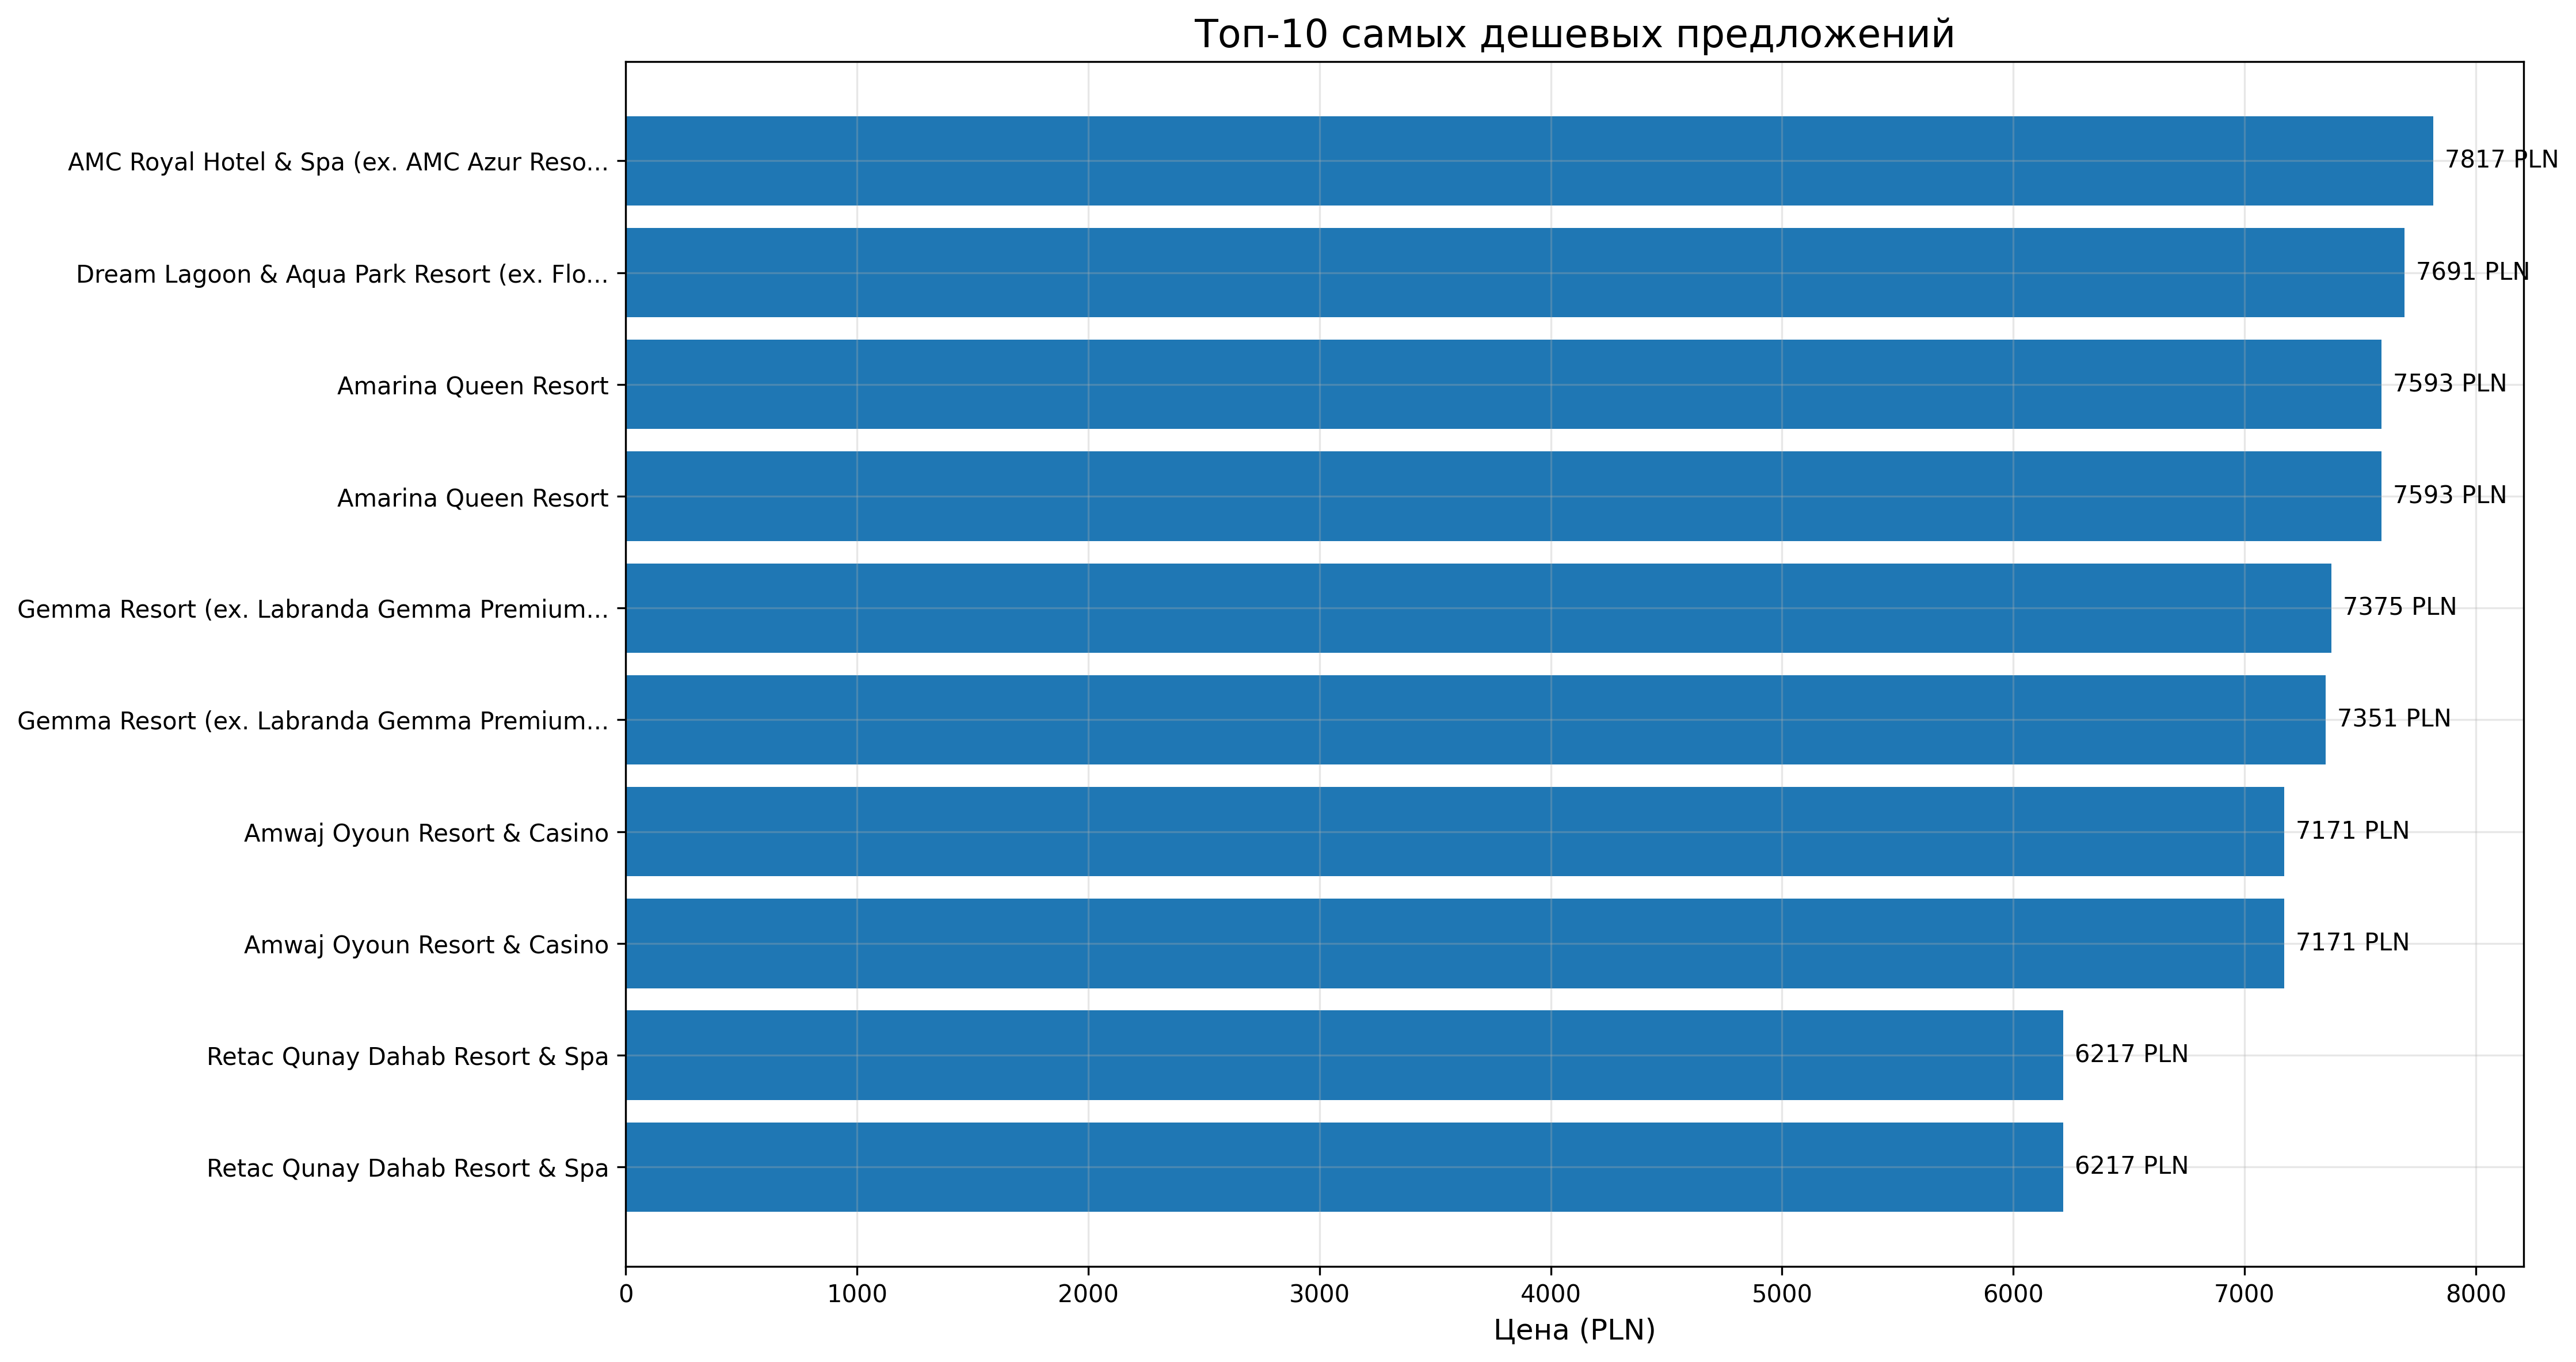 Топ-10 самых дешевых предложений
AMC Royal Hotel & Spa (ex. AMC Azur Reso...
7817 PLN
Dream Lagoon & Aqua Park Resort (ex. Flo...
7691 PLN
Amarina Queen Resort
7593 PLN
Amarina Queen Resort
7593 PLN
Gemma Resort (ex. Labranda Gemma Premium...
7375 PLN
Gemma Resort (ex. Labranda Gemma Premium...
7351 PLN
Amwaj Oyoun Resort & Casino
7171 PLN
Amwaj Oyoun Resort & Casino
7171 PLN
Retac Qunay Dahab Resort & Spa
6217 PLN
Retac Qunay Dahab Resort & Spa
6217 PLN
0 1000 2000 3000 4000 5000 6000 7000 8000
Цена (PLN)